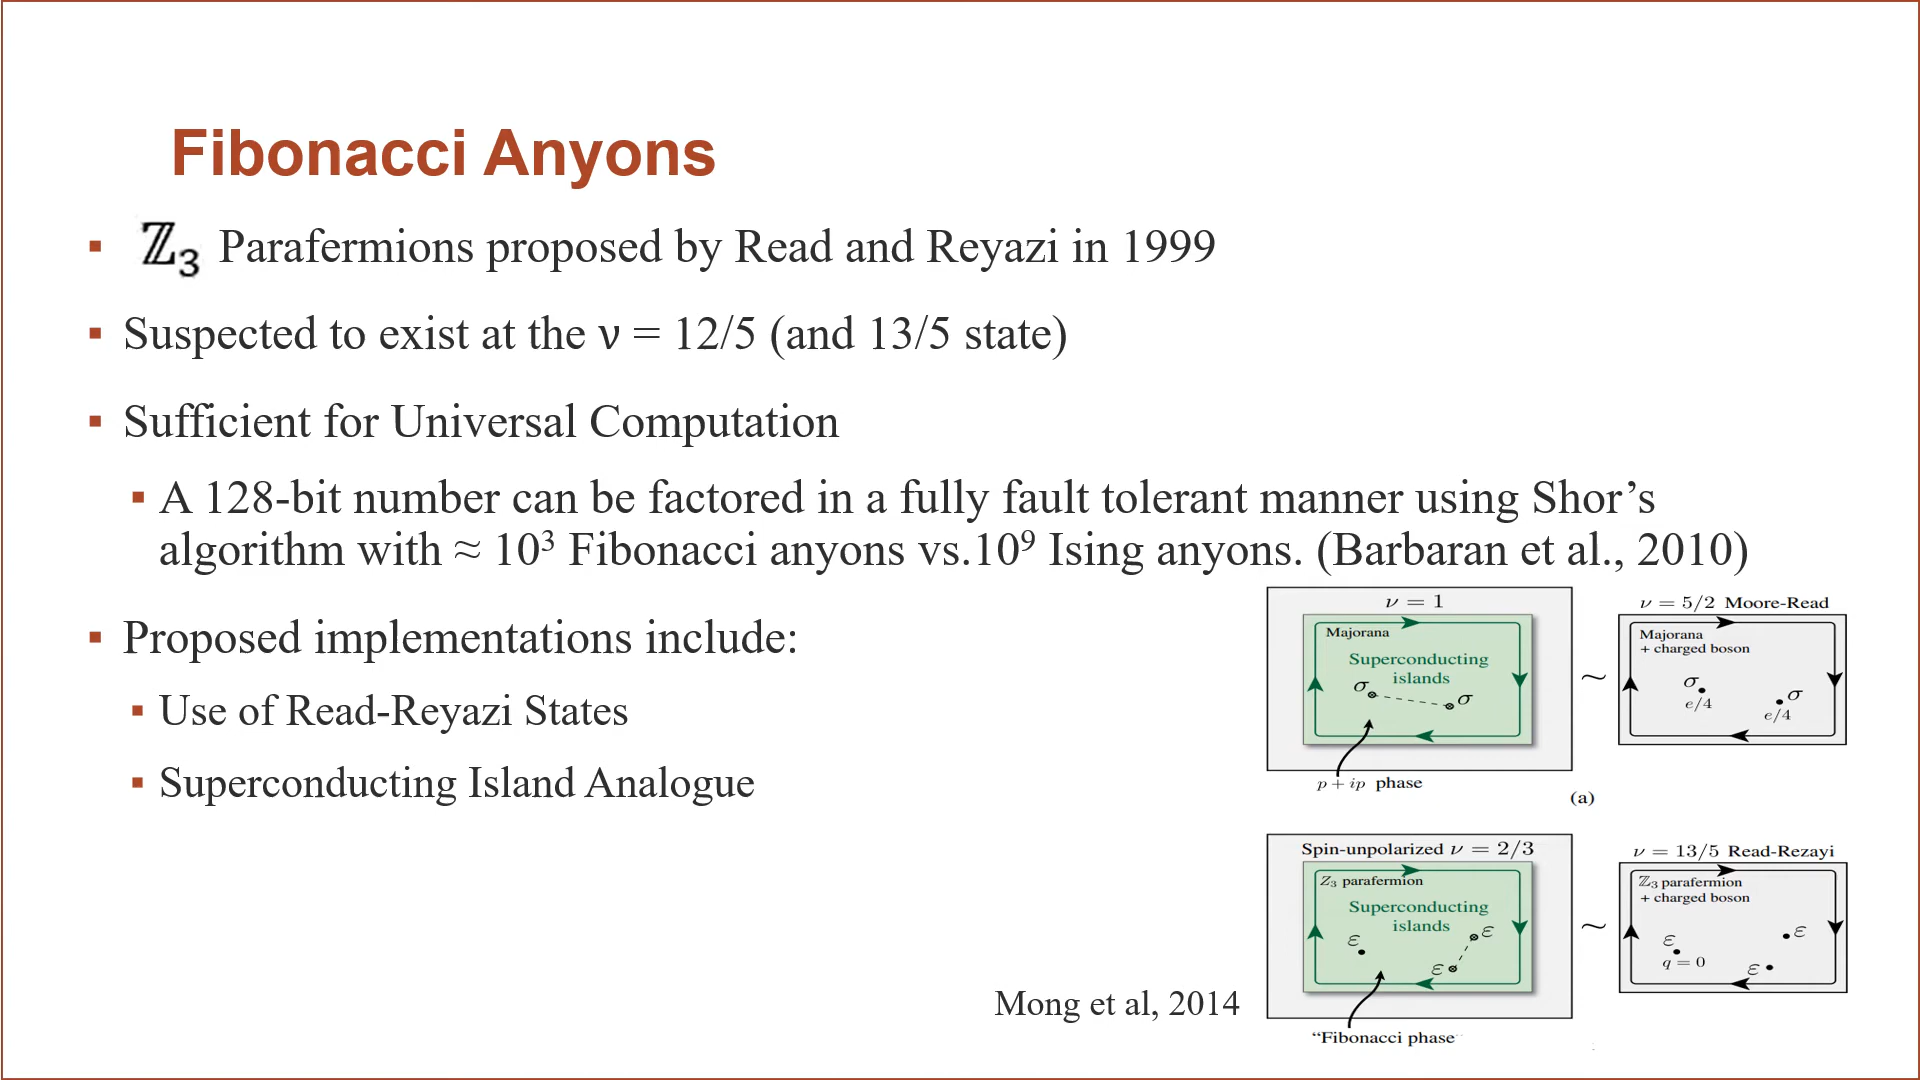 Fibonacci Anyons
▪ ℤ₃ Parafermions proposed by Read and Reyazi in 1999
▪ Suspected to exist at the ν = 12/5 (and 13/5 state)
▪ Sufficient for Universal Computation
▪ A 128-bit number can be factored in a fully fault tolerant manner using Shor’s
algorithm with ≈ 10³ Fibonacci anyons vs.10⁹ Ising anyons. (Barbaran et al., 2010)
▪ Proposed implementations include:
▪ Use of Read-Reyazi States
▪ Superconducting Island Analogue
ν = 1
Majorana
Superconducting
islands
σ
σ
p + ip phase
~
ν = 5/2 Moore-Read
Majorana
+ charged boson
σ
e/4
σ
e/4
(a)
Spin-unpolarized ν = 2/3
Z₃ parafermion
Superconducting
islands
ε
ε
ε
“Fibonacci phase”
~
ν = 13/5 Read-Rezayi
ℤ₃ parafermion
+ charged boson
ε
q = 0
ε
ε
Mong et al, 2014